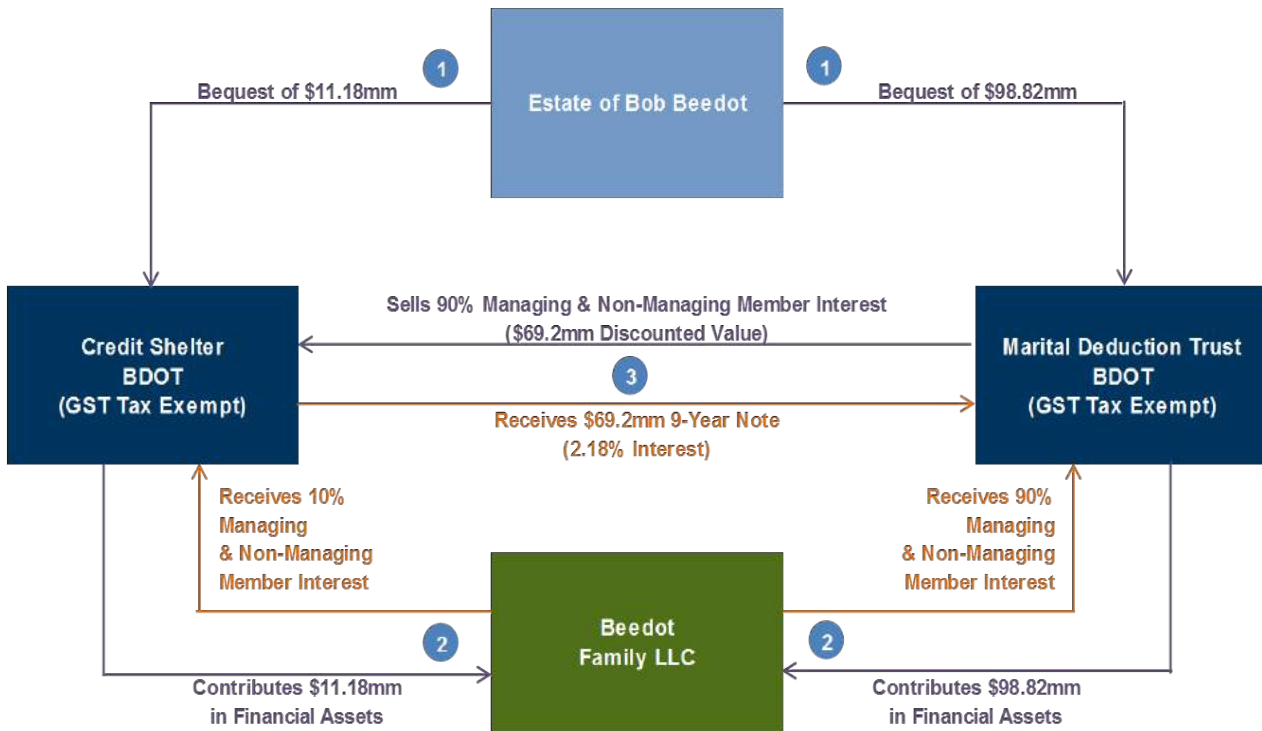 1
1
Bequest of $11.18mm
Estate of Bob Beedot
Bequest of $98.82mm
Credit Shelter
BDOT
(GST Tax Exempt)
Sells 90% Managing & Non-Managing Member Interest
($69.2mm Discounted Value)
3
Receives $69.2mm 9-Year Note
(2.18% Interest)
Marital Deduction Trust
BDOT
(GST Tax Exempt)
Receives 10%
Managing
& Non-Managing
Member Interest
Receives 90%
Managing
& Non-Managing
Member Interest
Beedot
Family LLC
2
2
Contributes $11.18mm
in Financial Assets
Contributes $98.82mm
in Financial Assets